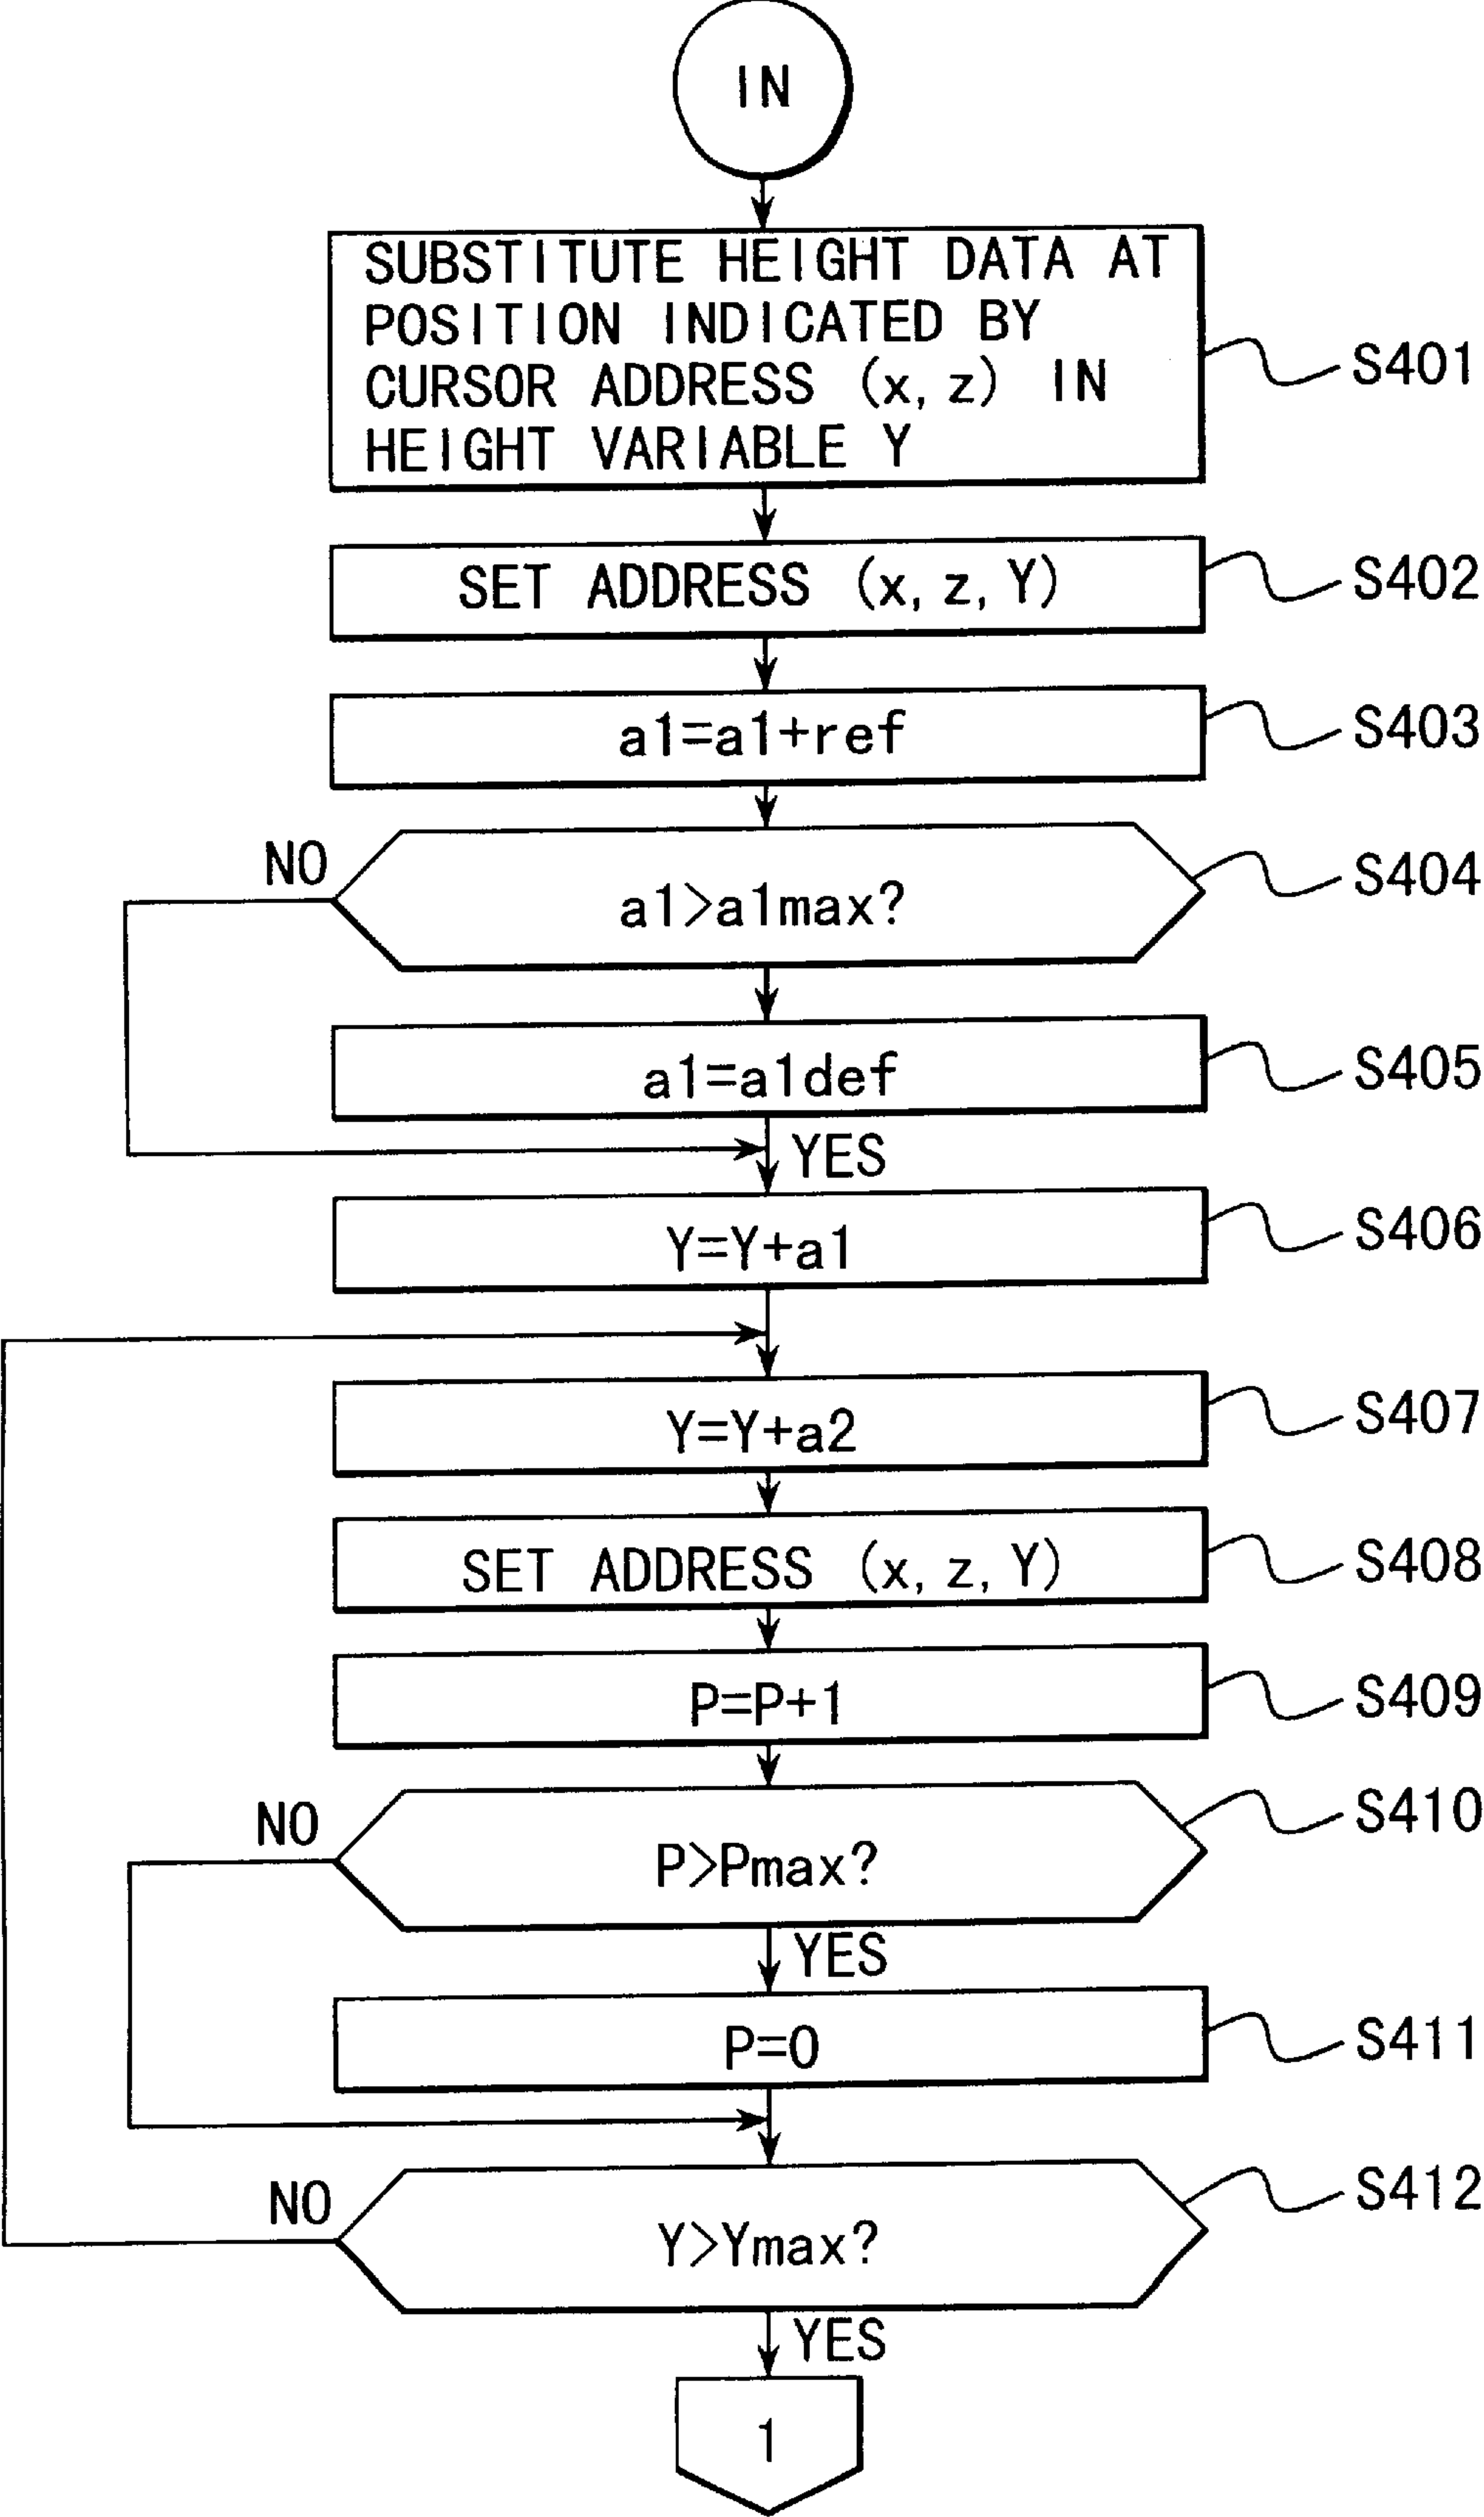 IN
SUBSTITUTE HEIGHT DATA AT
POSITION INDICATED BY
CURSOR ADDRESS (x, z) IN
HEIGHT VARIABLE Y
S401
SET ADDRESS (x, z, Y)
S402
a1=a1+ref
S403
NO
a1>a1max?
S404
a1=a1def
S405
YES
Y=Y+a1
S406
Y=Y+a2
S407
SET ADDRESS (x, z, Y)
S408
P=P+1
S409
NO
P>Pmax?
S410
YES
P=0
S411
NO
Y>Ymax?
S412
YES
1